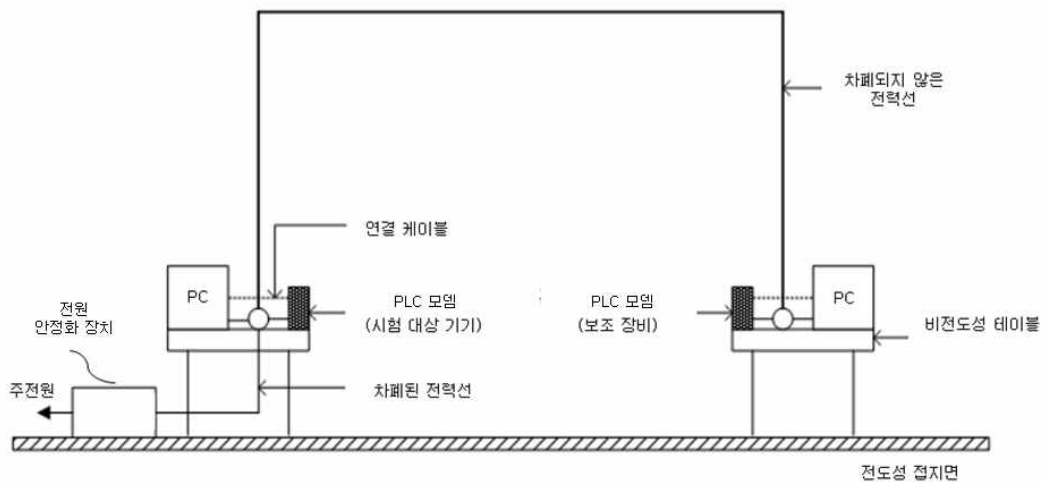 차폐되지 않은
전력선
연결 케이블
PC
PLC 모뎀
(시험 대상 기기)
PLC 모뎀
(보조 장비)
PC
비전도성 테이블
전원
안정화 장치
주전원
차폐된 전력선
전도성 접지면